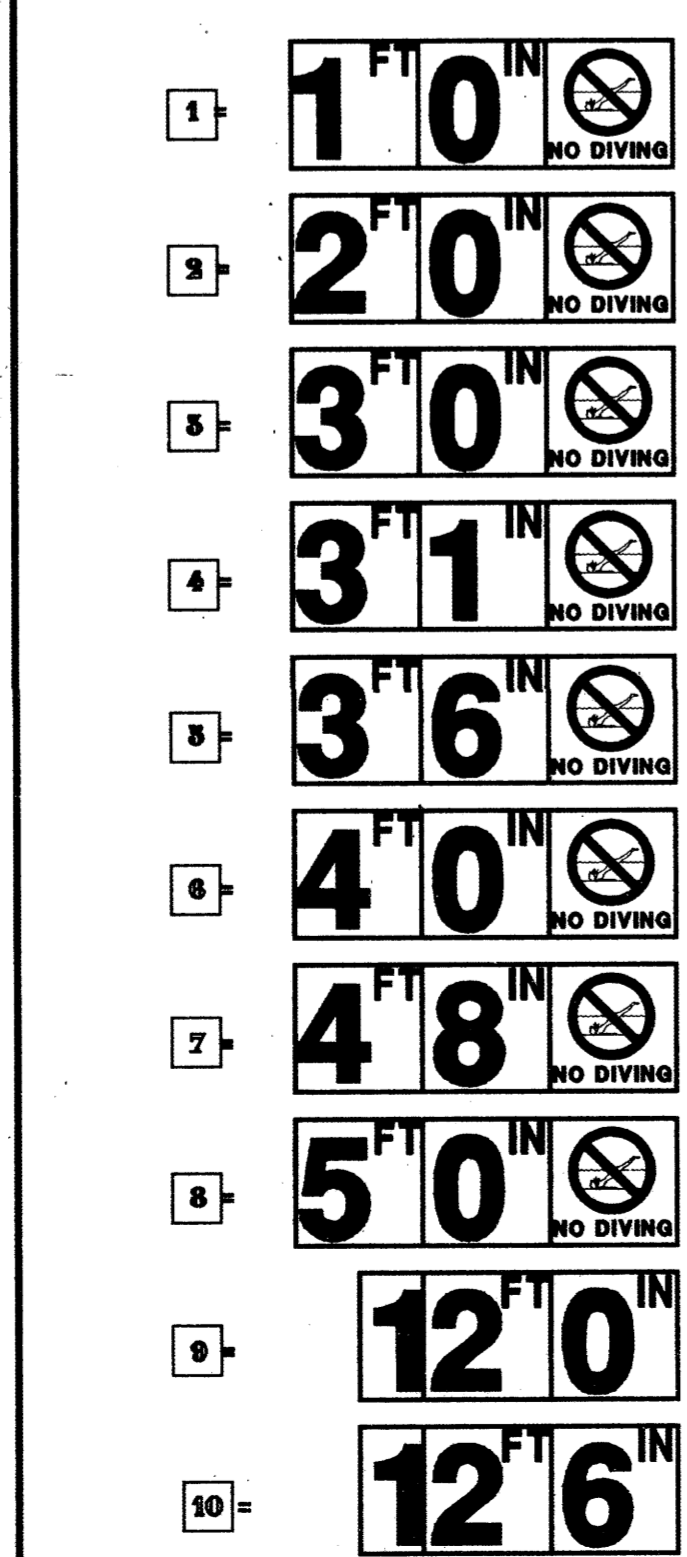 1 = 1 FT 0 IN NO DIVING
2 = 2 FT 0 IN NO DIVING
3 = 3 FT 0 IN NO DIVING
4 = 3 FT 1 IN NO DIVING
5 = 3 FT 6 IN NO DIVING
6 = 4 FT 0 IN NO DIVING
7 = 4 FT 8 IN NO DIVING
8 = 5 FT 0 IN NO DIVING
9 = 12 FT 0 IN
10 = 12 FT 6 IN